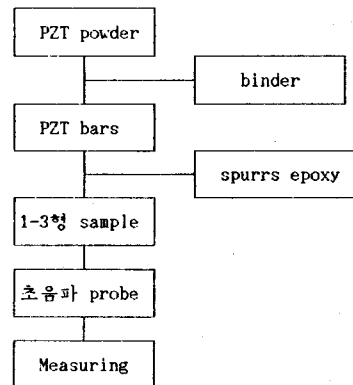 PZT powder
binder
PZT bars
spurrs epoxy
1-3형 sample
초음파 probe
Measuring